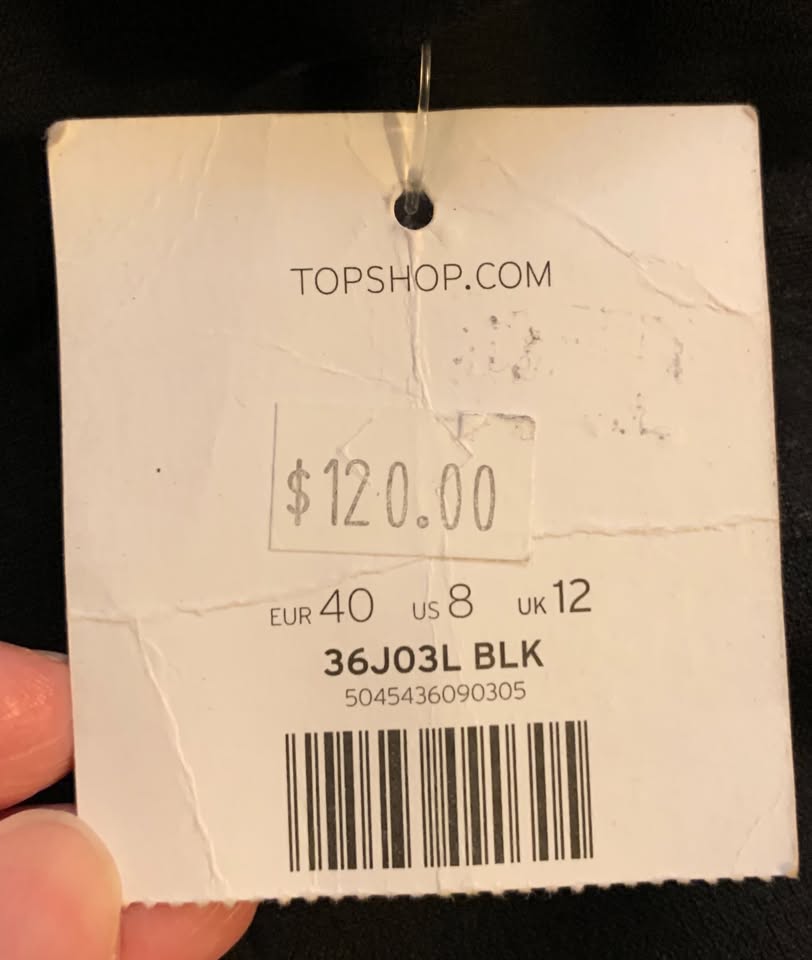 TOPSHOP.COM
$120.00
EUR 40 US 8 UK 12
36J03L BLK
5045436090305